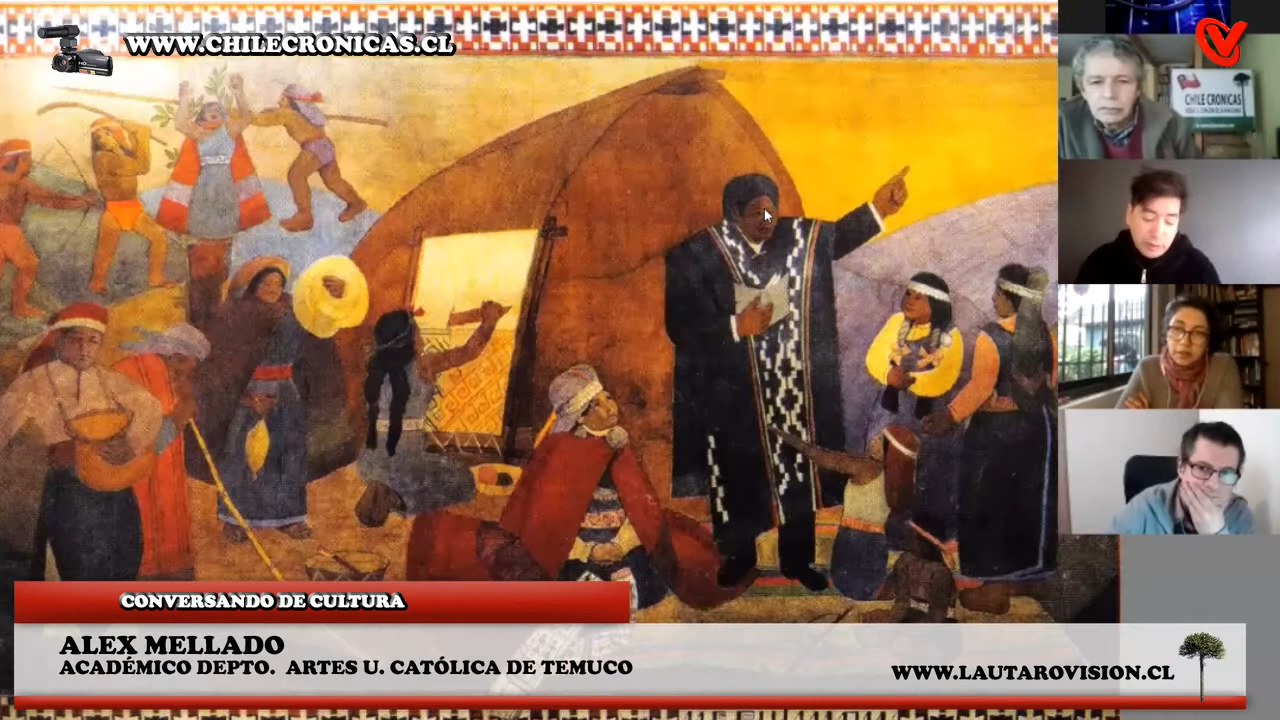 WWW.CHILECRONICAS.CL
CHILE CRONICAS
CONVERSANDO DE CULTURA
ALEX MELLADO
ACADÉMICO DEPTO. ARTES U. CATÓLICA DE TEMUCO
WWW.LAUTAROVISION.CL